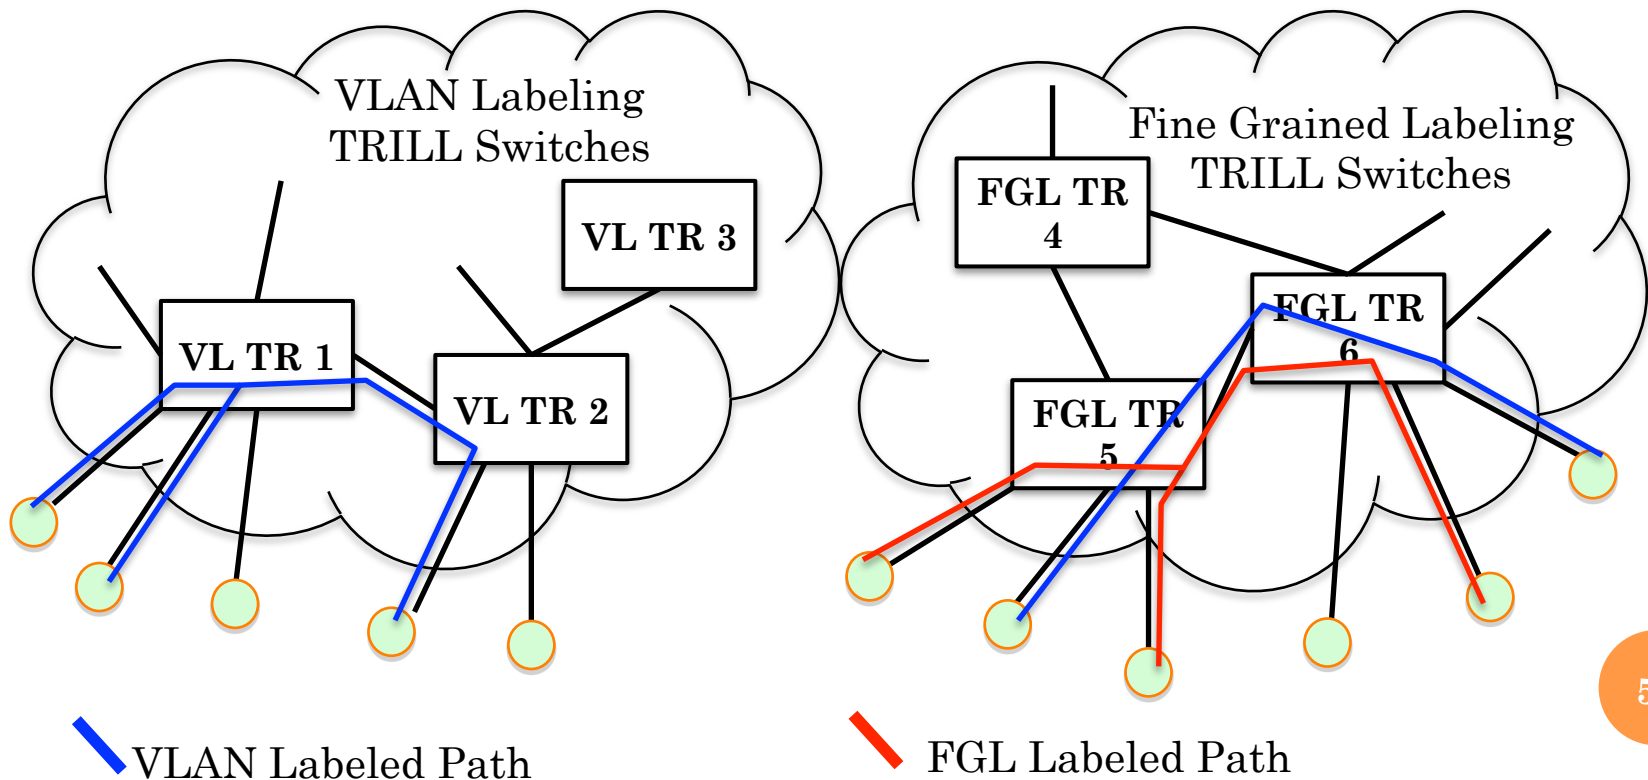 VLAN Labeling
TRILL Switches
VL TR 3
VL TR 1
VL TR 2
Fine Grained Labeling
TRILL Switches
FGL TR
4
FGL TR
6
FGL TR
5
VLAN Labeled Path
FGL Labeled Path
5